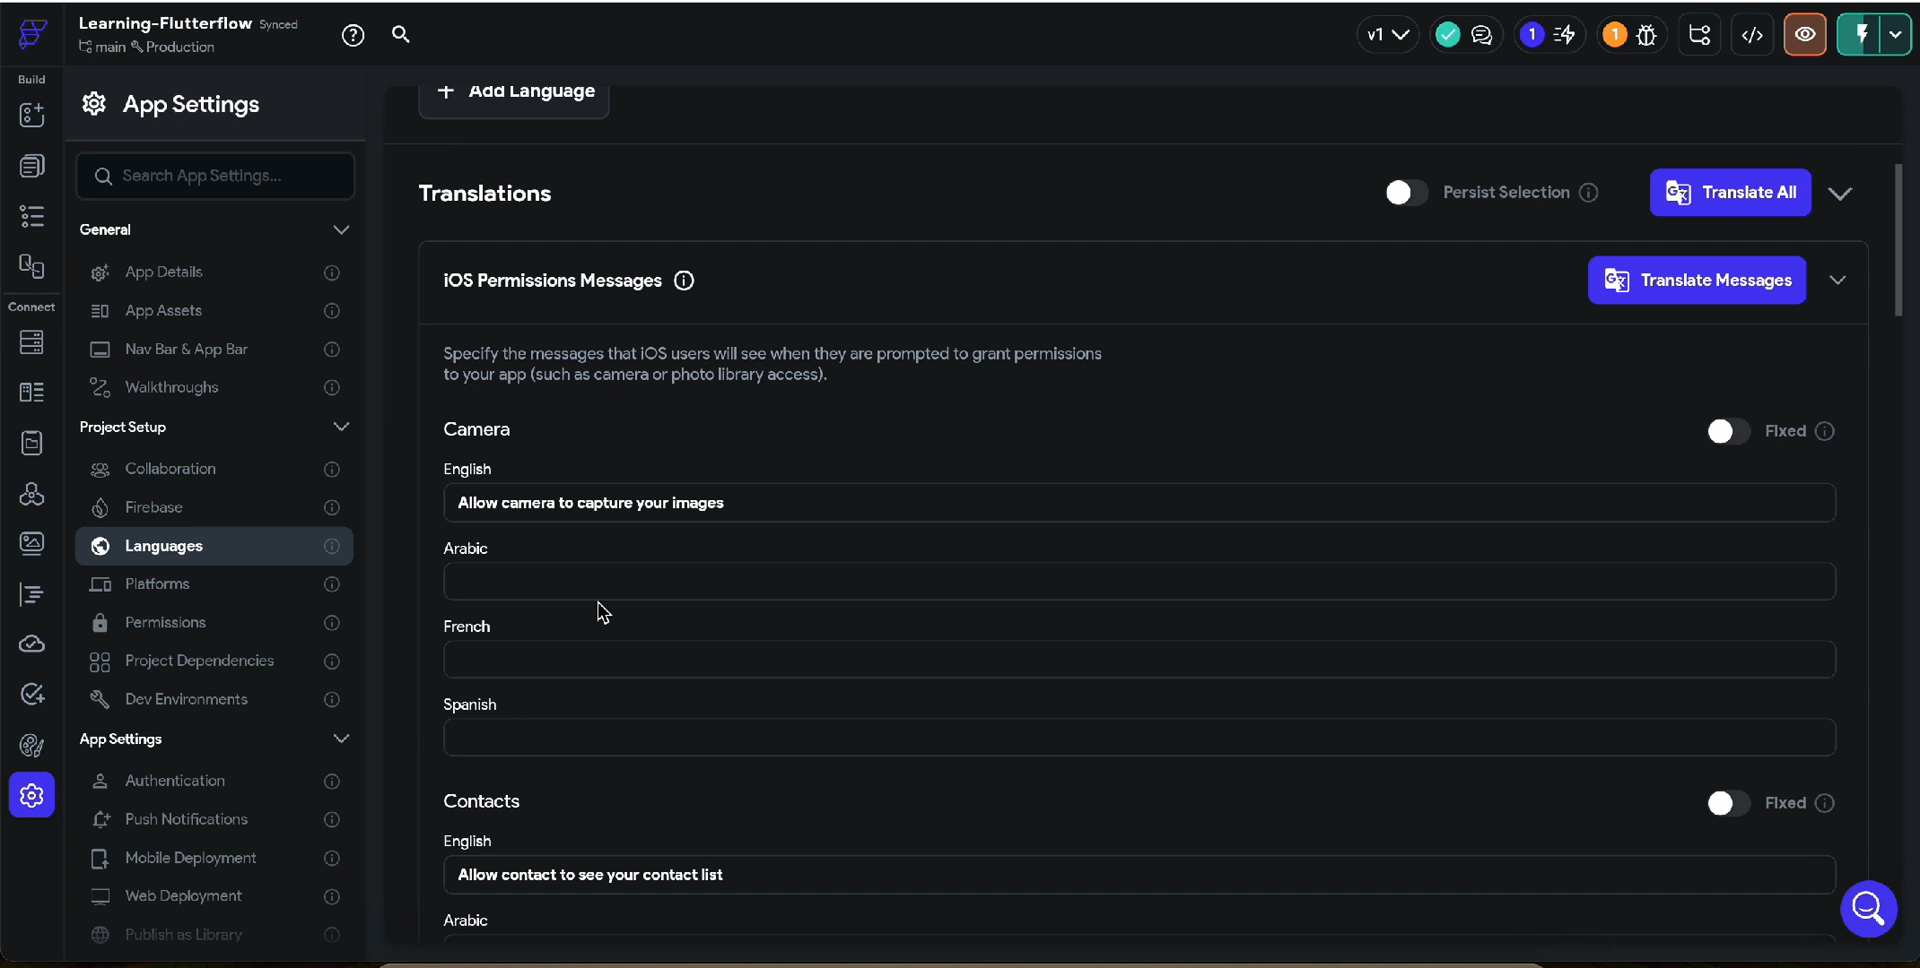 Learning-Flutterflow Synced
main Production
v1
1
1
Build
Connect
App Settings
Search App Settings...
General
App Details
App Assets
Nav Bar & App Bar
Walkthroughs
Project Setup
Collaboration
Firebase
Languages
Platforms
Permissions
Project Dependencies
Dev Environments
App Settings
Authentication
Push Notifications
Mobile Deployment
Web Deployment
Publish as Library
+ Add Language
Translations
Persist Selection
Translate All
iOS Permissions Messages
Translate Messages
Specify the messages that iOS users will see when they are prompted to grant permissions
to your app (such as camera or photo library access).
Camera
Fixed
English
Allow camera to capture your images
Arabic
French
Spanish
Contacts
Fixed
English
Allow contact to see your contact list
Arabic